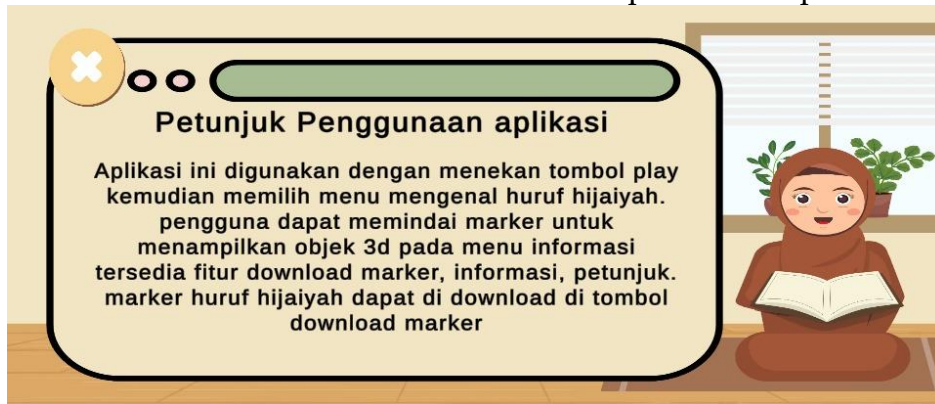 Petunjuk Penggunaan aplikasi
Aplikasi ini digunakan dengan menekan tombol play
kemudian memilih menu mengenal huruf hijaiyah.
pengguna dapat memindai marker untuk
menampilkan objek 3d pada menu informasi
tersedia fitur download marker, informasi, petunjuk.
marker huruf hijaiyah dapat di download di tombol
download marker